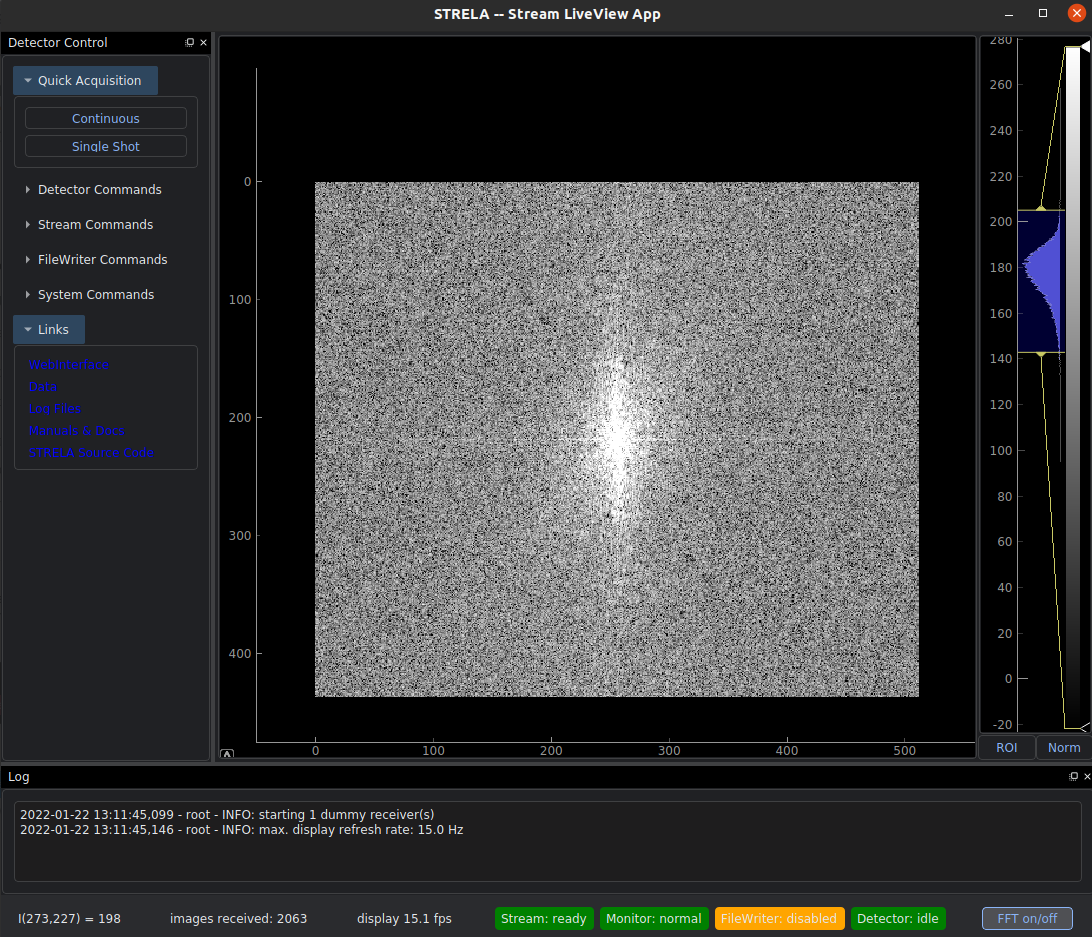 STRELA -- Stream LiveView App
Detector Control
Quick Acquisition
Continuous
Single Shot
Detector Commands
Stream Commands
FileWriter Commands
System Commands
Links
Webinterface
Data
Log Files
Manuals & Docs
STRELA Source Code
0
100
200
300
400
0
100
200
300
400
500
A
280
260
240
220
200
180
160
140
120
100
80
60
40
20
0
-20
ROI
Norm
Log
2022-01-22 13:11:45,099 - root - INFO: starting 1 dummy receiver(s)
2022-01-22 13:11:45,146 - root - INFO: max. display refresh rate: 15.0 Hz
I(273,227) = 198
images received: 2063
display 15.1 fps
Stream: ready
Monitor: normal
FileWriter: disabled
Detector: idle
FFT on/off